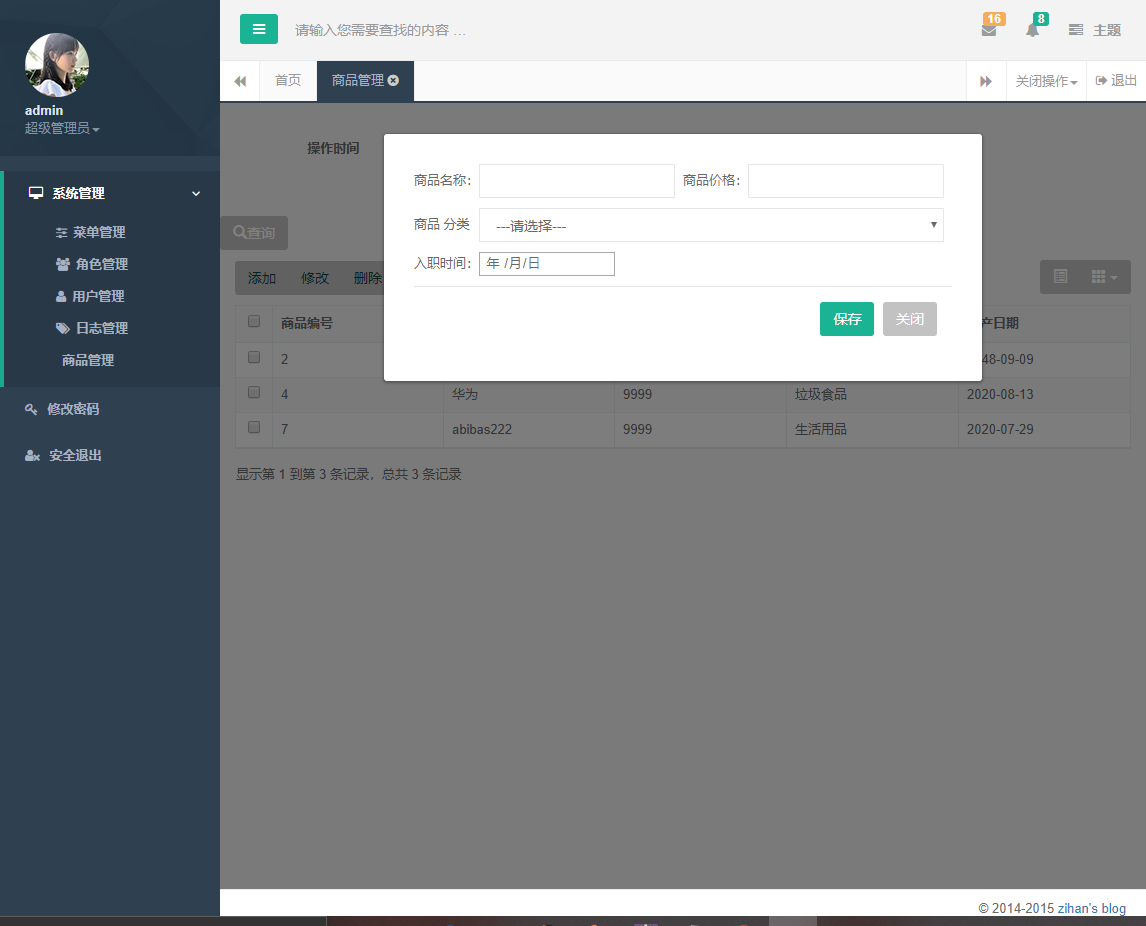 admin
超级管理员
系统管理
菜单管理
角色管理
用户管理
日志管理
商品管理
修改密码
安全退出
请输入您需要查找的内容 …
16
8
主题
首页
商品管理
关闭操作
退出
操作时间
商品名称:
商品价格:
商品 分类
---请选择---
入职时间:
年 /月/日
保存
关闭
查询
添加 修改 删除
商品编号
产日期
2
48-09-09
4 华为 9999 垃圾食品 2020-08-13
7 abibas222 9999 生活用品 2020-07-29
显示第 1 到第 3 条记录，总共 3 条记录
© 2014-2015 zihan's blog